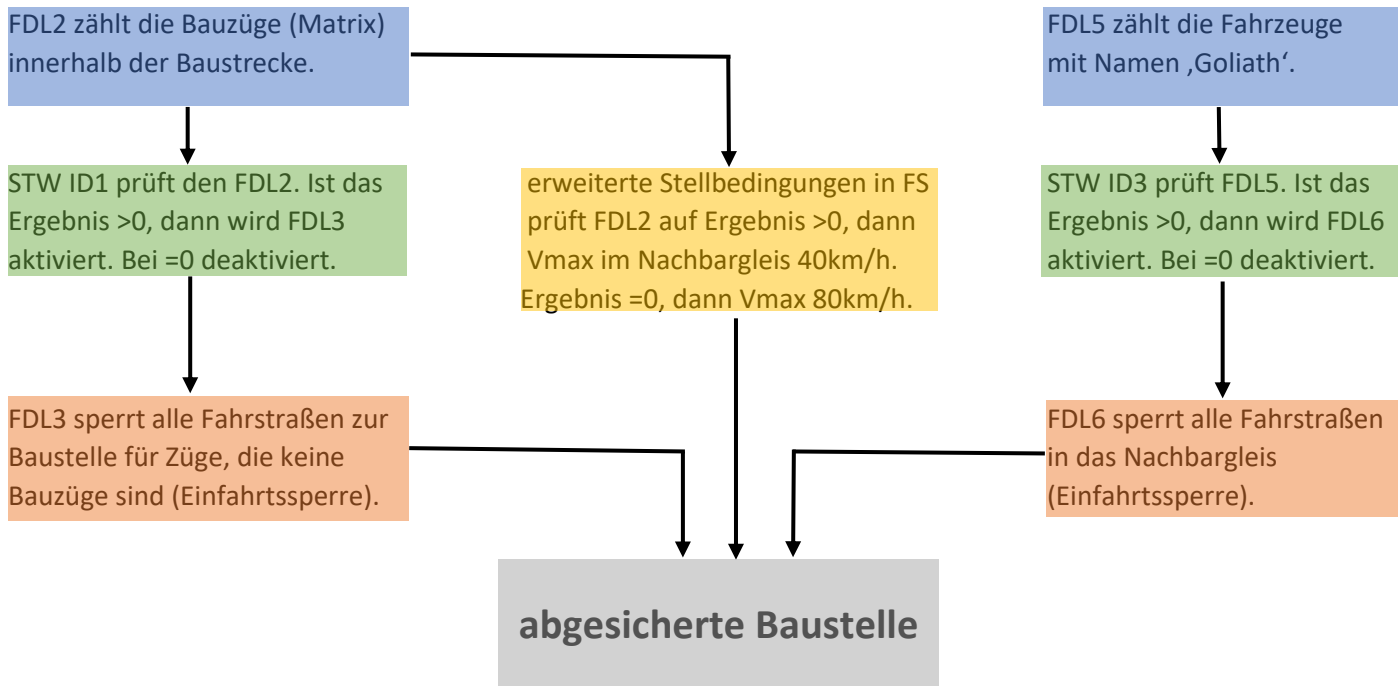 FDL2 zählt die Bauzüge (Matrix)
innerhalb der Baustrecke.
FDL5 zählt die Fahrzeuge
mit Namen ‚Goliath‘.
STW ID1 prüft den FDL2. Ist das
Ergebnis >0, dann wird FDL3
aktiviert. Bei =0 deaktiviert.
erweiterte Stellbedingungen in FS
prüft FDL2 auf Ergebnis >0, dann
Vmax im Nachbargleis 40km/h.
Ergebnis =0, dann Vmax 80km/h.
STW ID3 prüft FDL5. Ist das
Ergebnis >0, dann wird FDL6
aktiviert. Bei =0 deaktiviert.
FDL3 sperrt alle Fahrstraßen zur
Baustelle für Züge, die keine
Bauzüge sind (Einfahrtssperre).
FDL6 sperrt alle Fahrstraßen
in das Nachbargleis
(Einfahrtssperre).
abgesicherte Baustelle